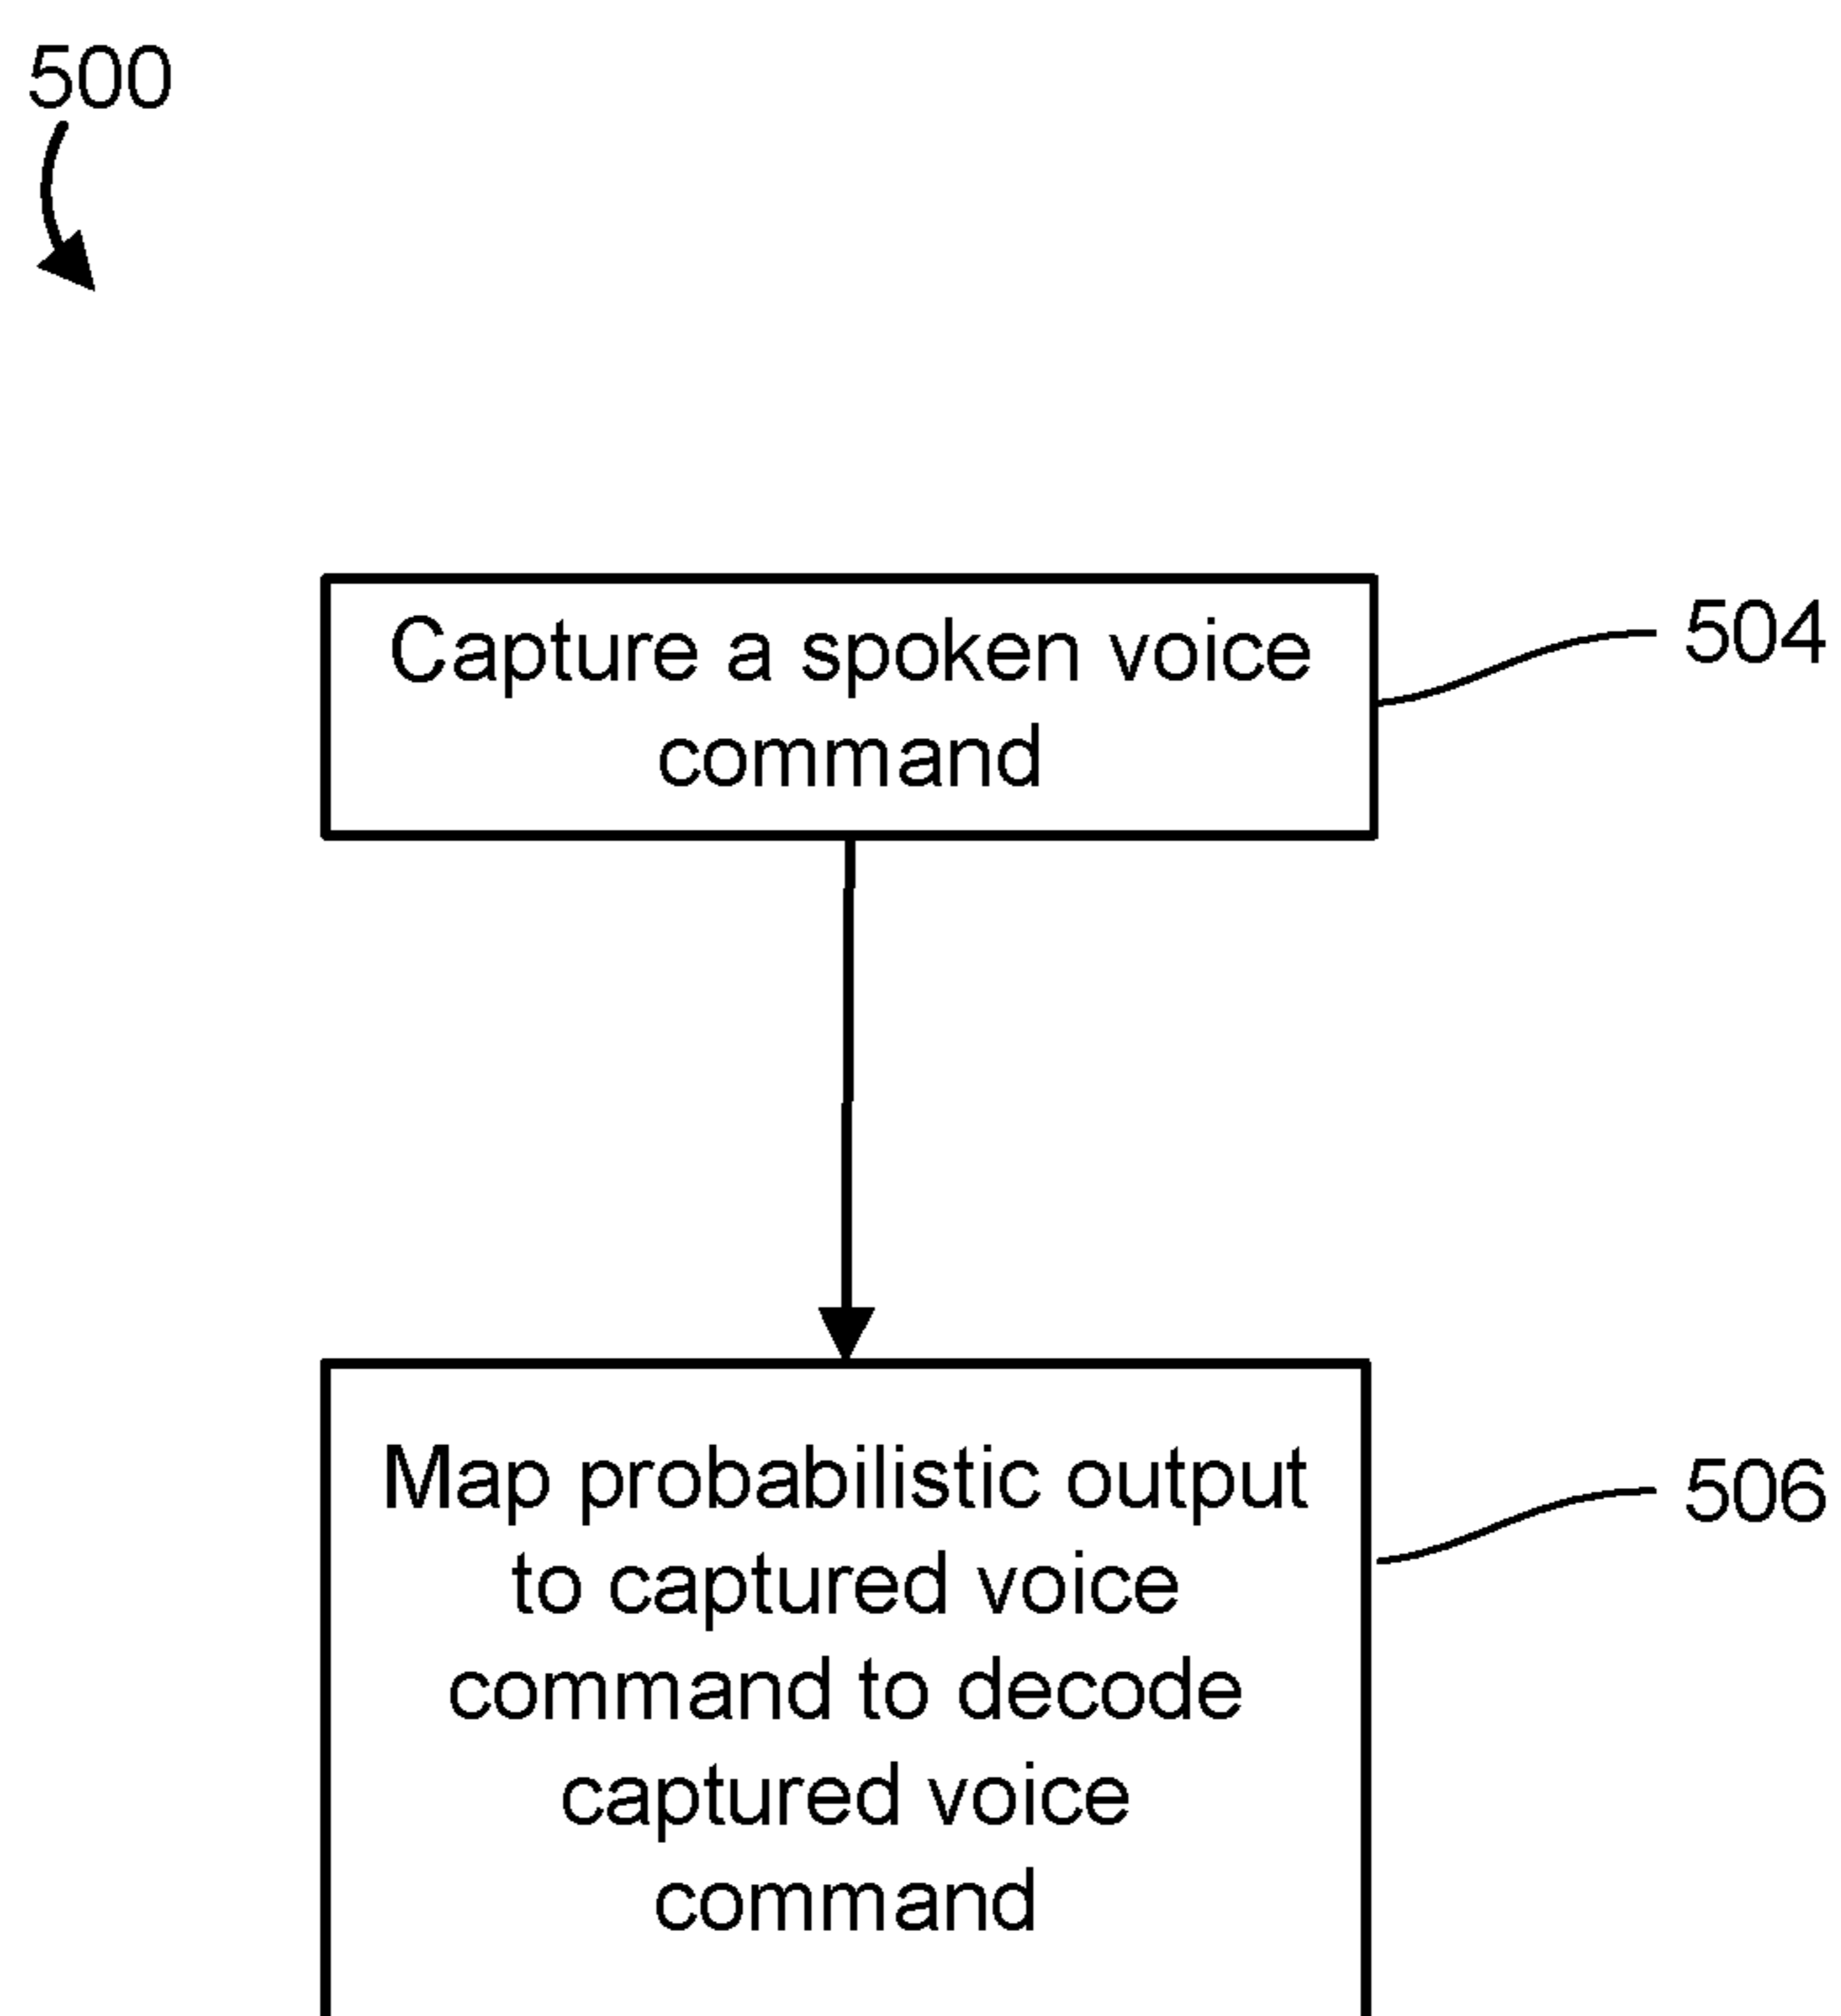 500
Capture a spoken voice
command
504
Map probabilistic output
to captured voice
command to decode
captured voice
command
506